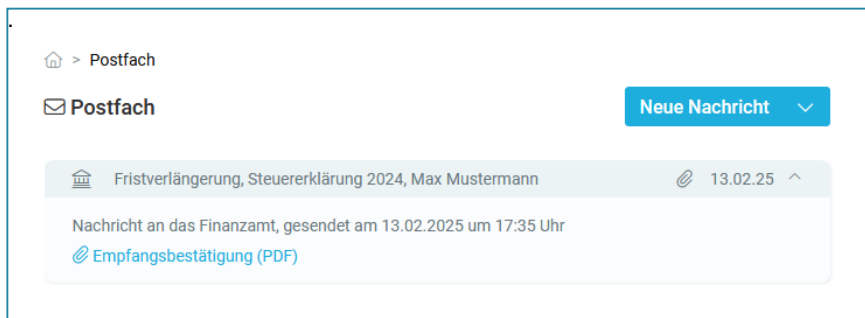 .
> Postfach
Postfach
Neue Nachricht
Fristverlängerung, Steuererklärung 2024, Max Mustermann 13.02.25
Nachricht an das Finanzamt, gesendet am 13.02.2025 um 17:35 Uhr
Empfangsbestätigung (PDF)